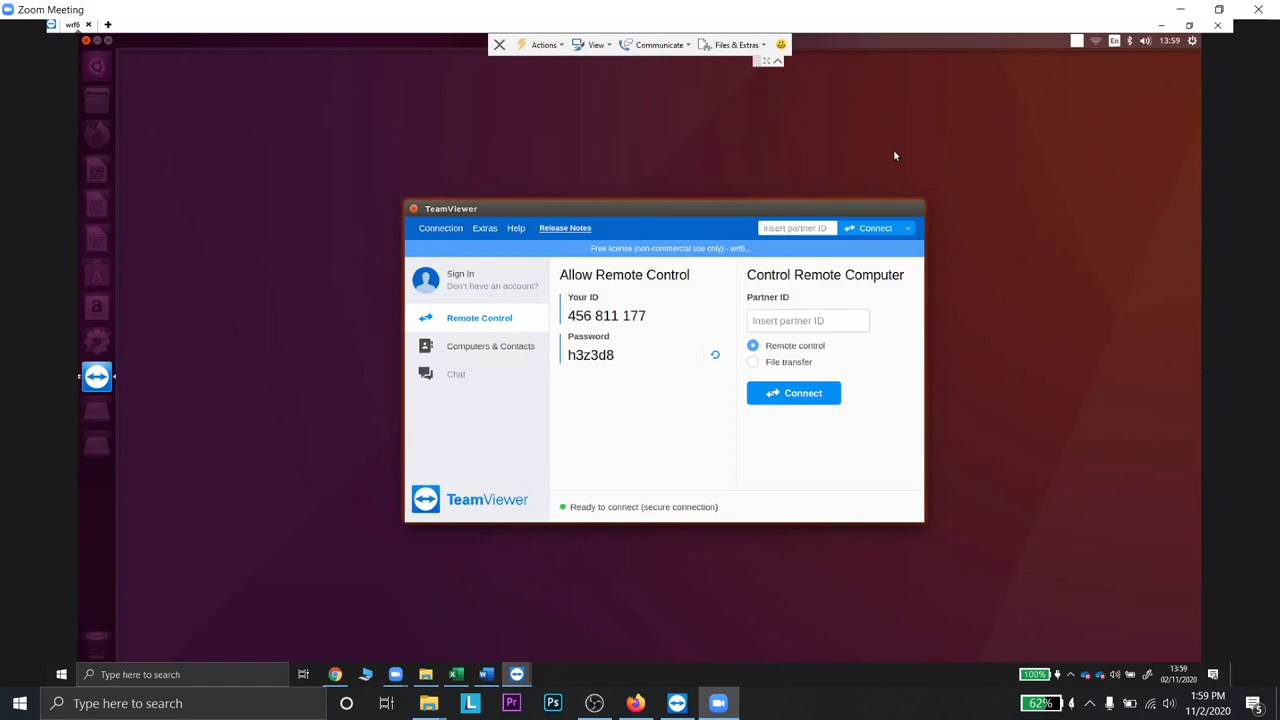 Zoom Meeting
wrf6
Actions
View
Communicate
Files & Extras
En
13:59
TeamViewer
Connection
Extras
Help
Release Notes
Insert partner ID
Connect
Free license (non-commercial use only) - wrf6...
Sign In
Don't have an account?
Remote Control
Computers & Contacts
Chat
TeamViewer
Allow Remote Control
Your ID
456 811 177
Password
h3z3d8
Control Remote Computer
Partner ID
Insert partner ID
Remote control
File transfer
Connect
Ready to connect (secure connection)
Type here to search
100%
13:59
02/11/2020
Type here to search
62%
1:59 PM
11/2/2020
5